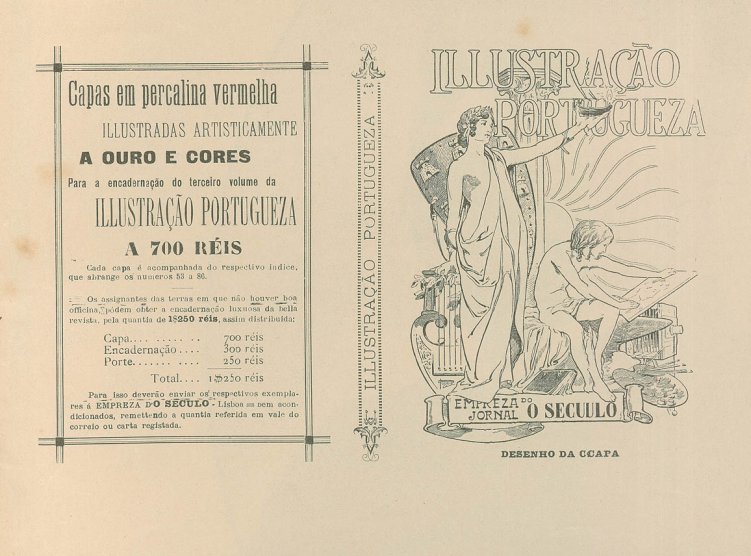 Capas em percalina vermelha
ILLUSTRADAS ARTISTICAMENTE
A OURO E CORES
Para a encadernação do terceiro volume da
ILLUSTRAÇÃO PORTUGUEZA
A 700 RÉIS
Cada capa é acompanhada do respectivo indice,
que abrange os numeros 53 a 86.
Os assignantes das terras em que não houver boa
officina, pódem obter a encadernação luxuosa da bella
revista, pela quantia de 1$250 réis, assim distribuida:
Capa.... ...... .. 700 réis
Encadernação.... 300 réis
Porte....... .... 250 réis
Total.... 1$250 réis
Para isso deverão enviar os respectivos exempla-
res á EMPREZA D'O SECULO - Lisboa bem acon-
dicionados, remettendo a quantia referida em vale do
correio ou carta registada.
ILLUSTRAÇÃO PORTUGUEZA
ILLUSTRAÇÃO
PORTUGUEZA
EMPREZA DO
JORNAL O SECUULO
DESENHO DA CCAPA